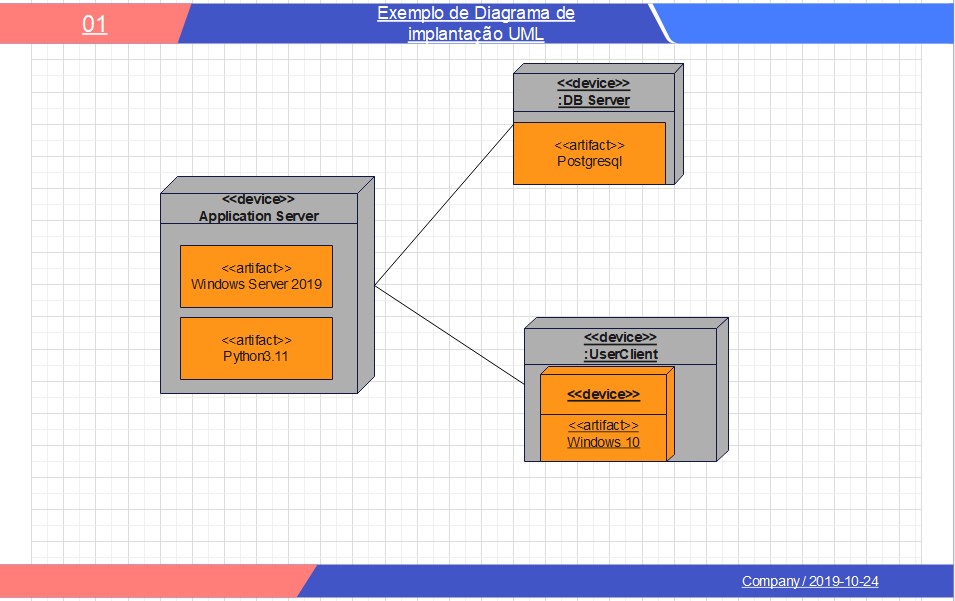 01
Exemplo de Diagrama de
implantação UML
<<device>>
:DB Server
<<artifact>>
Postgresql
<<device>>
Application Server
<<artifact>>
Windows Server 2019
<<artifact>>
Python3.11
<<device>>
:UserClient
<<device>>
<<artifact>>
Windows 10
Company / 2019-10-24